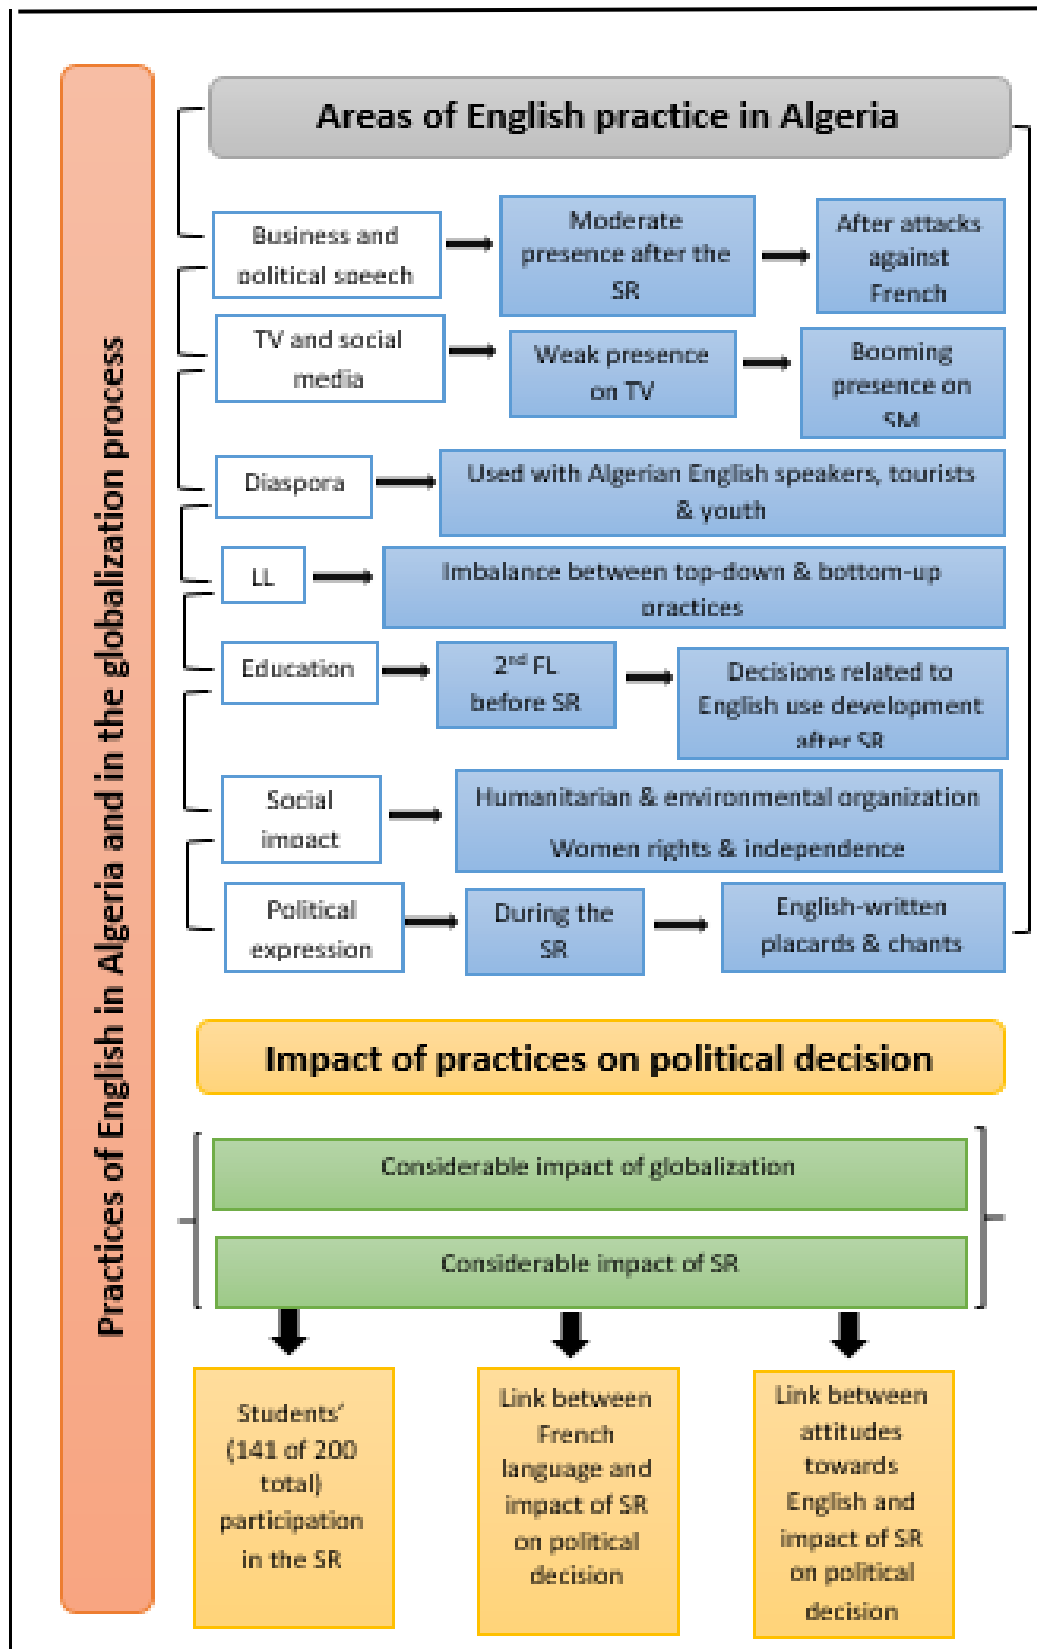 Practices of English in Algeria and in the globalization process
Areas of English practice in Algeria
Business and
political speech
Moderate
presence after the
SR
After attacks
against
French
TV and social
media
Weak presence
on TV
Booming
presence on
SM
Diaspora
Used with Algerian English speakers, tourists
& youth
LL
Imbalance between top-down & bottom-up
practices
Education
2nd FL
before SR
Decisions related to
English use development
after SR
Social
impact
Humanitarian & environmental organization
Women rights & independence
Political
expression
During the
SR
English-written
placards & chants
Impact of practices on political decision
Considerable impact of globalization
Considerable impact of SR
Students'
(141 of 200
total)
participation
in the SR
Link between
French
language and
impact of SR
on political
decision
Link between
attitudes
towards
English and
impact of SR
on political
decision